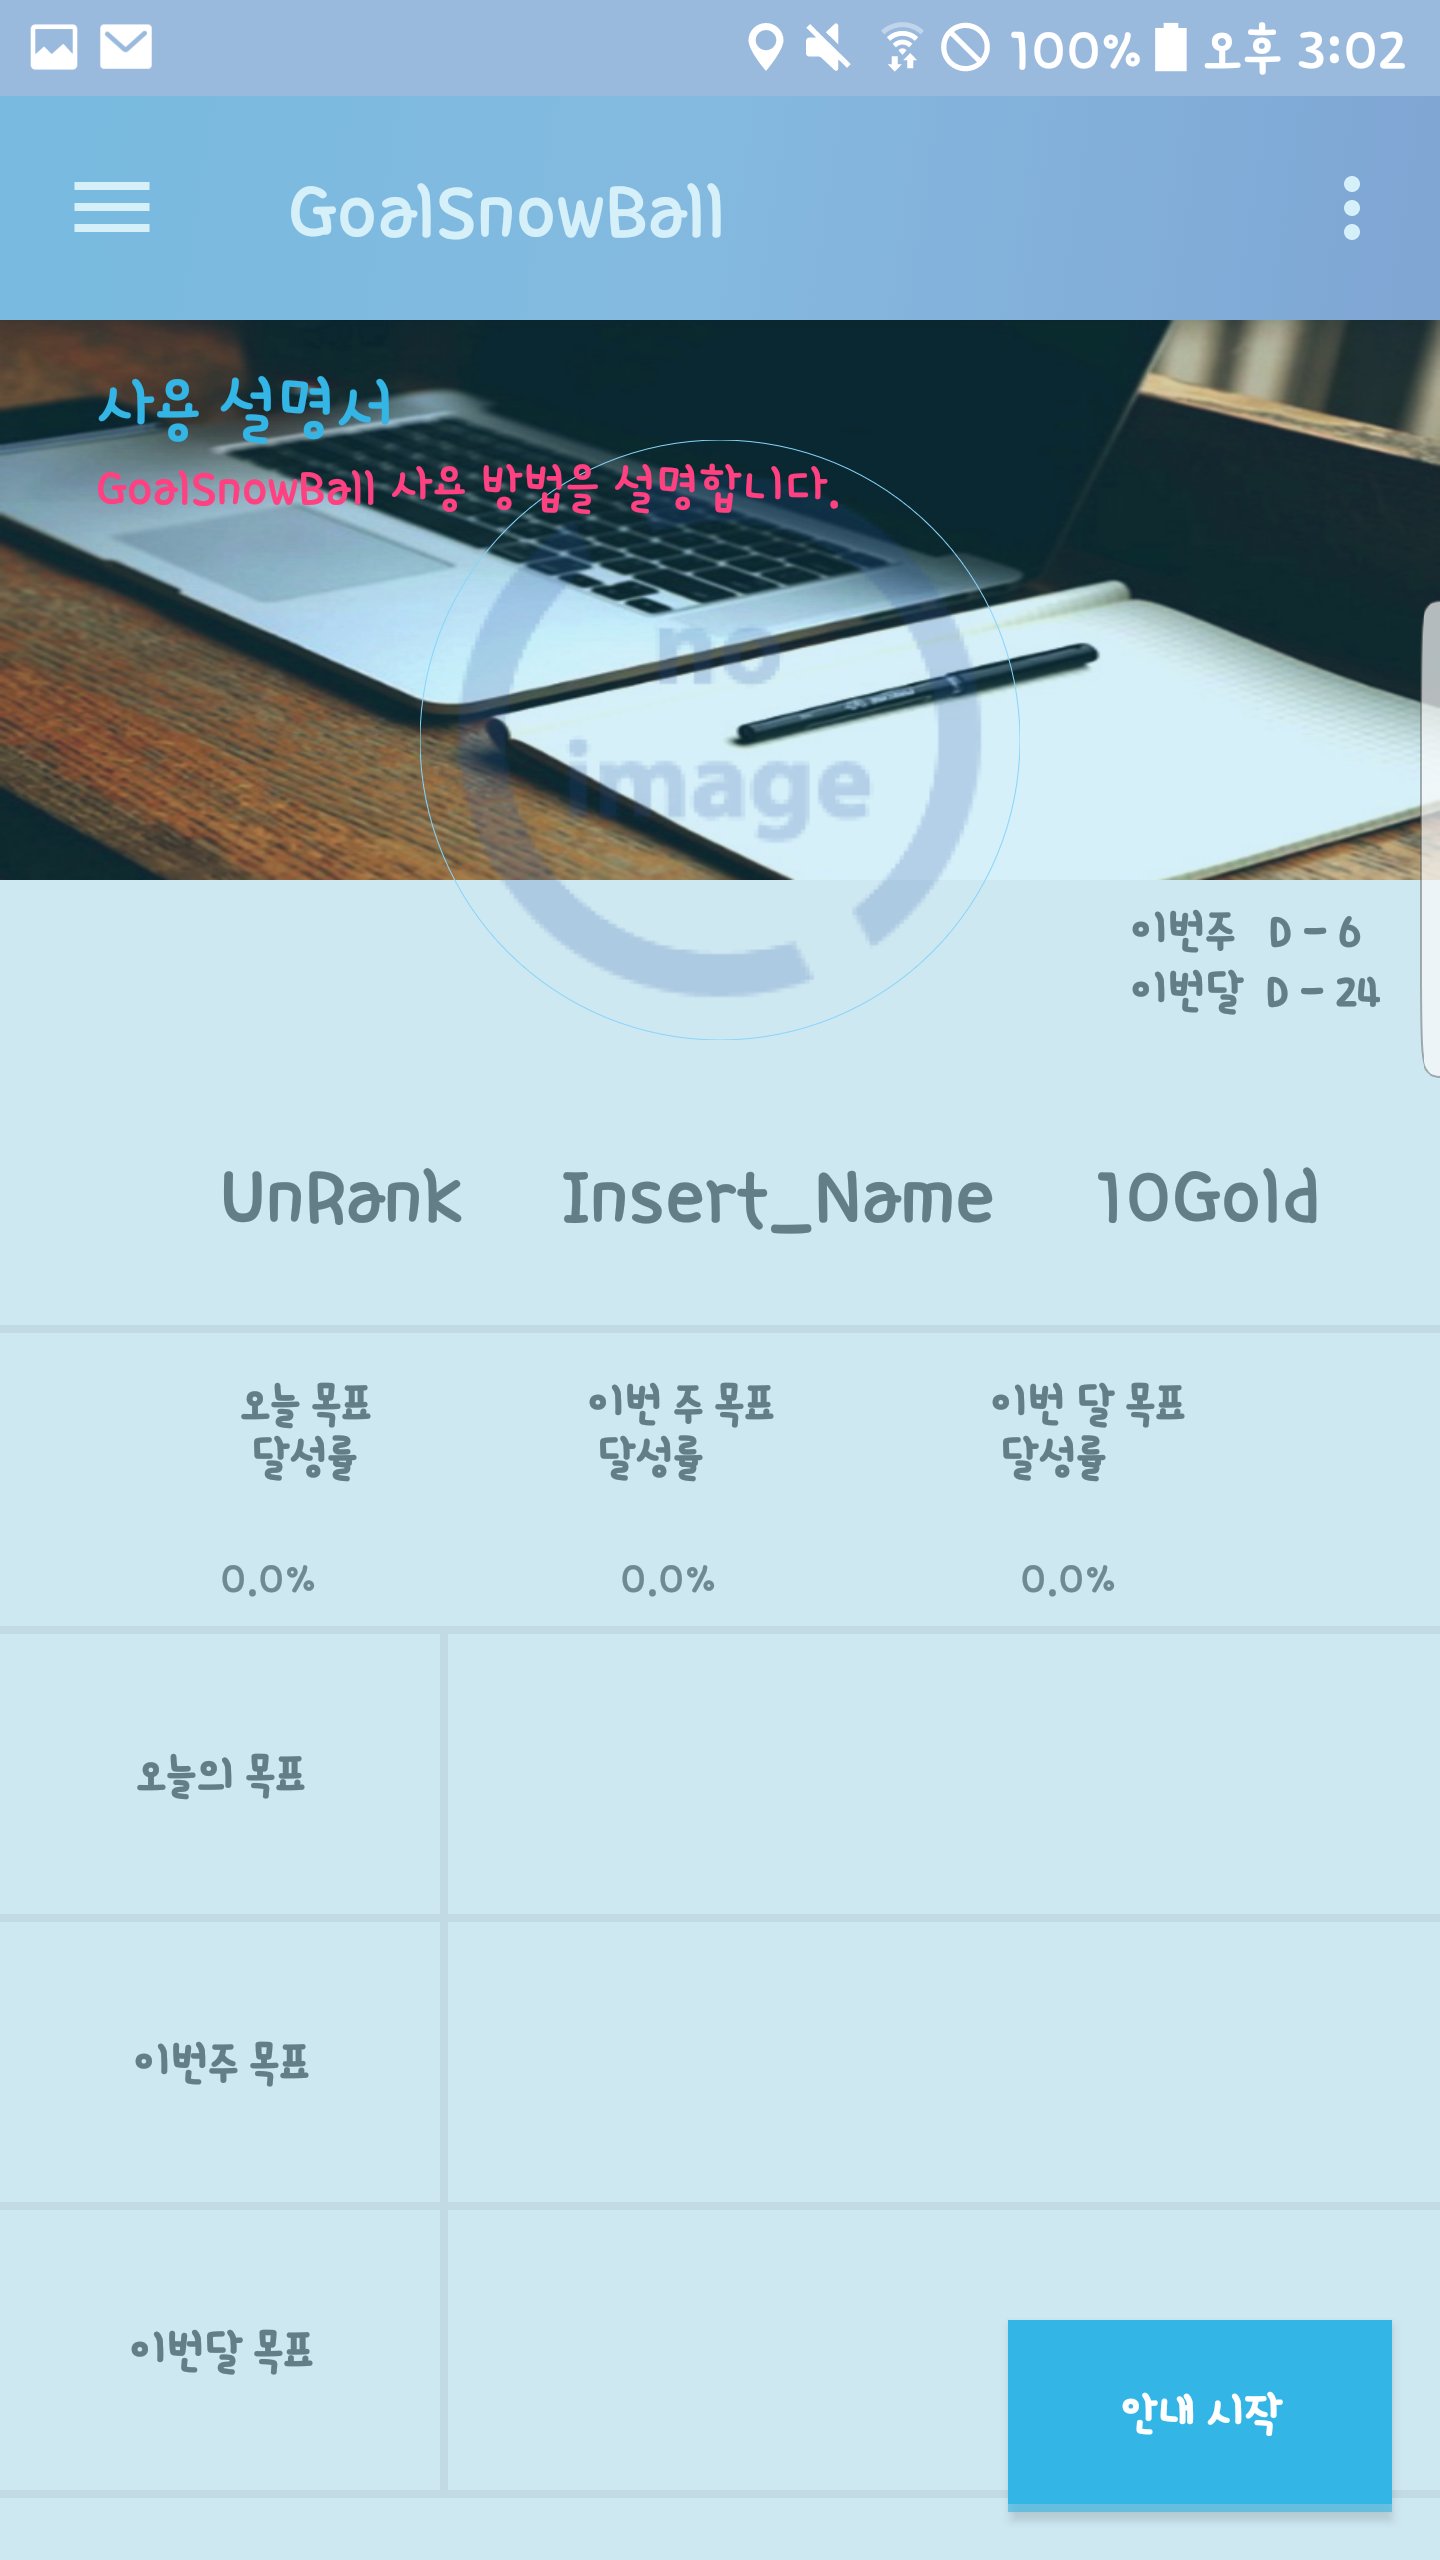 100% 오후 3:02
GoalSnowBall
사용 설명서
GoalSnowBall 사용 방법을 설명합니다.
no
image
이번주 D - 6
이번달 D - 24
UnRank Insert_Name 10Gold
오늘 목표 이번 주 목표 이번 달 목표
달성률 달성률 달성률
0.0% 0.0% 0.0%
오늘의 목표
이번주 목표
이번달 목표
안내 시작